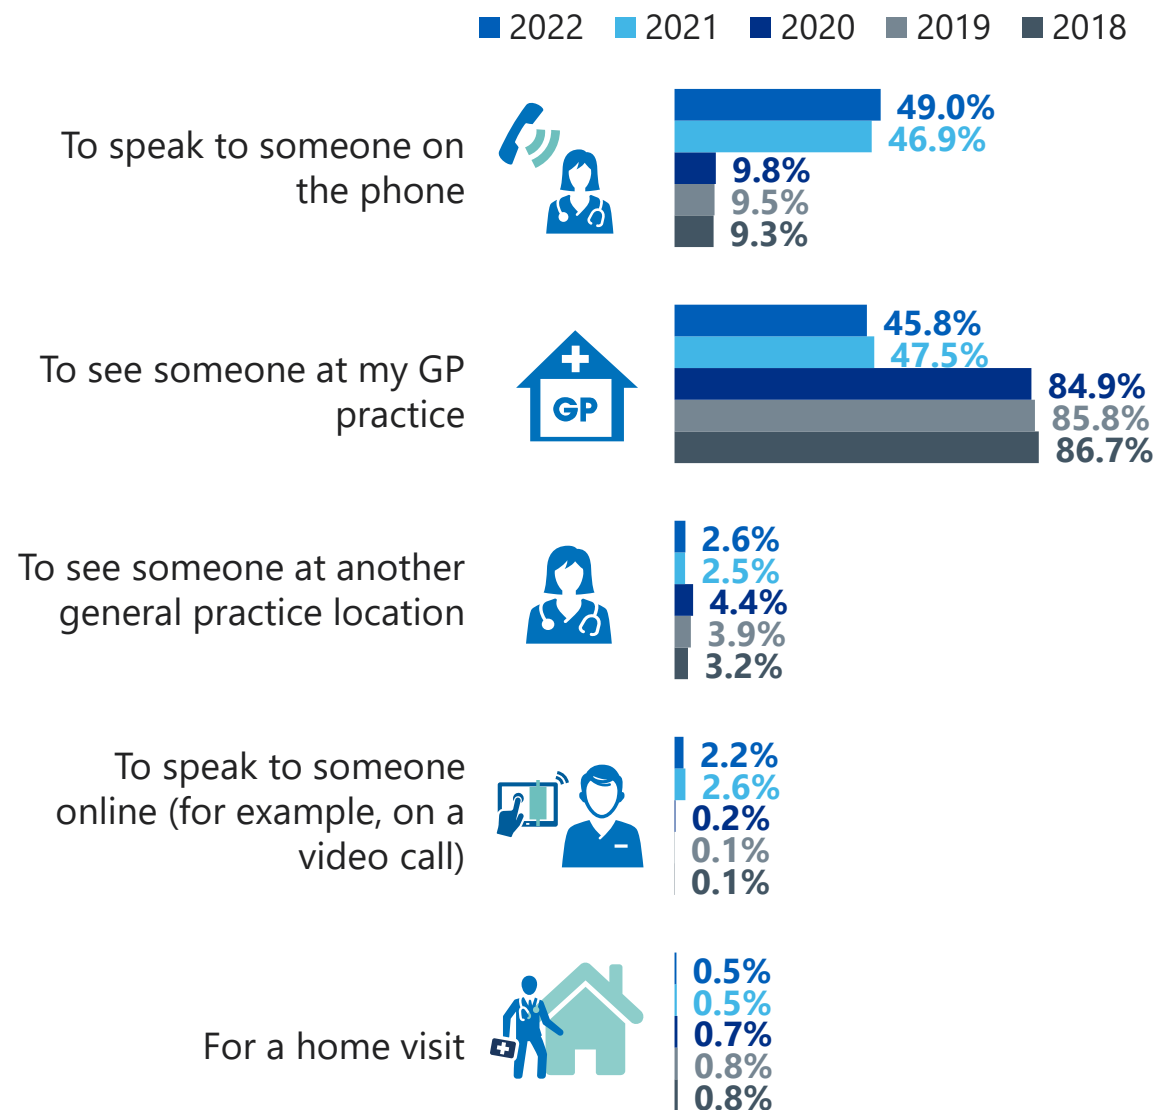 2022 2021 2020 2019 2018
To speak to someone on
the phone
49.0%
46.9%
9.8%
9.5%
9.3%
To see someone at my GP
practice
GP
45.8%
47.5%
84.9%
85.8%
86.7%
To see someone at another
general practice location
2.6%
2.5%
4.4%
3.9%
3.2%
To speak to someone
online (for example, on a
video call)
2.2%
2.6%
0.2%
0.1%
0.1%
For a home visit
0.5%
0.5%
0.7%
0.8%
0.8%